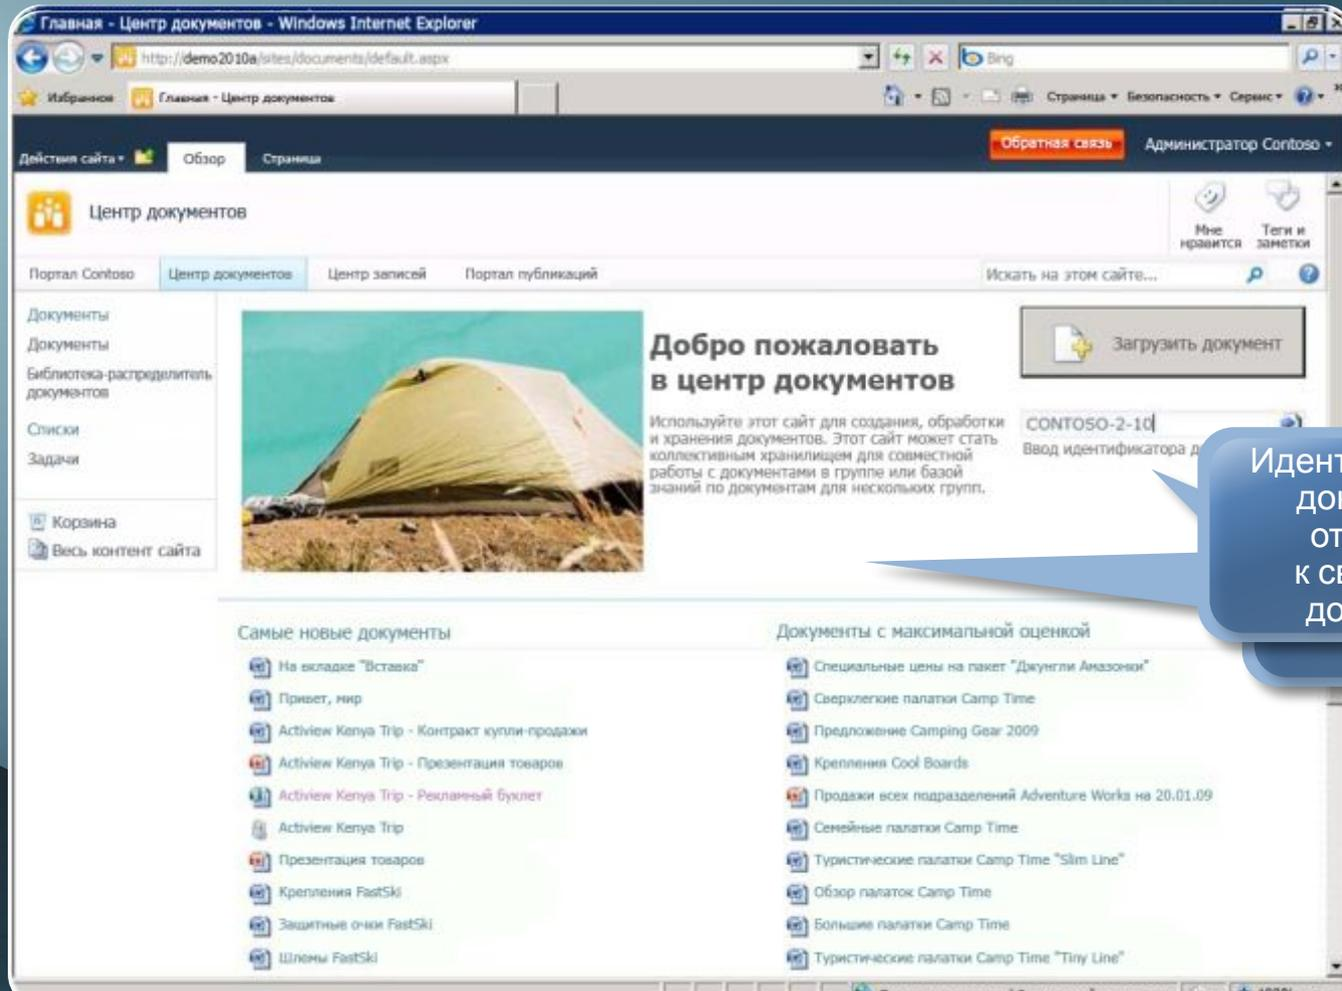 Главная - Центр документов - Windows Internet Explorer
http://demo2010a/sites/documents/default.aspx
Bing
Избранное
Главная - Центр документов
Страница
Безопасность
Сервис
Действия сайта
Обзор
Страница
Обратная связь
Администратор Contoso
Центр документов
Мне нравится
Теги и заметки
Портал Contoso
Центр документов
Центр записей
Портал публикаций
Искать на этом сайте...
Документы
Документы
Библиотека-распределитель
документов
Списки
Задачи
Корзина
Весь контент сайта
Добро пожаловать
в центр документов
Используйте этот сайт для создания, обработки
и хранения документов. Этот сайт может стать
коллективным хранилищем для совместной
работы с документами в группе или базой
знаний по документам для нескольких групп.
Загрузить документ
CONTOSO-2-10
Ввод идентификатора д
Идент
док
от
к св
до
Самые новые документы
На вкладке "Вставка"
Привет, мир
Actiview Kenya Trip - Контракт купли-продажи
Actiview Kenya Trip - Презентация товаров
Actiview Kenya Trip - Рекламный буклет
Actiview Kenya Trip
Презентация товаров
Крепления FastSki
Защитные очки FastSki
Шлемы FastSki
Документы с максимальной оценкой
Специальные цены на пакет "Джунгли Амазонки"
Сверхлегкие палатки Camp Time
Предложение Camping Gear 2009
Крепления Cool Boards
Продажи всех подразделений Adventure Works на 20.01.09
Семейные палатки Camp Time
Туристические палатки Camp Time "Slim Line"
Обзор палаток Camp Time
Большие палатки Camp Time
Туристические палатки Camp Time "Tiny Line"